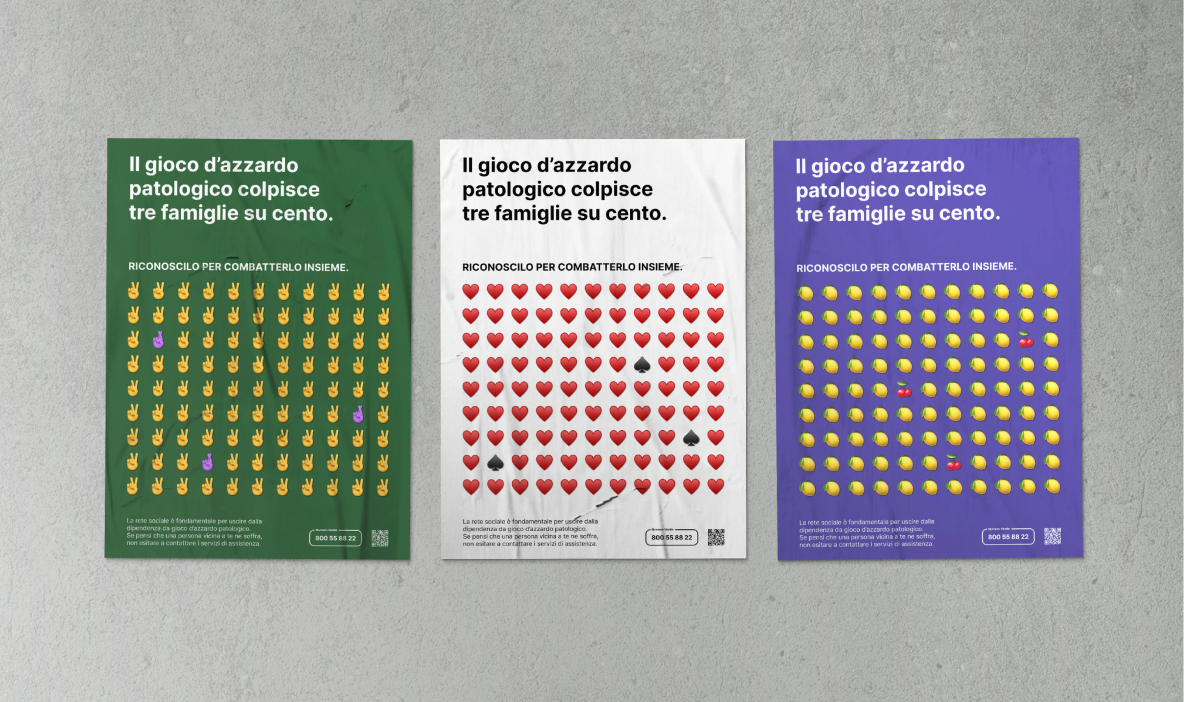 Il gioco d'azzardo
patologico colpisce
tre famiglie su cento.
RICONOSCILO PER COMBATTERLO INSIEME.
La rete sociale è fondamentale per uscire dalla
dipendenza da gioco d'azzardo patologico.
Se pensi che una persona vicina a te ne soffra,
non esitare a contattare i servizi di assistenza.
Numero Verde
800 55 88 22
Il gioco d'azzardo
patologico colpisce
tre famiglie su cento.
RICONOSCILO PER COMBATTERLO INSIEME.
La rete sociale è fondamentale per uscire dalla
dipendenza da gioco d'azzardo patologico.
Se pensi che una persona vicina a te ne soffra,
non esitare a contattare i servizi di assistenza.
Numero Verde
800 55 88 22
Il gioco d'azzardo
patologico colpisce
tre famiglie su cento.
RICONOSCILO PER COMBATTERLO INSIEME.
La rete sociale è fondamentale per uscire dalla
dipendenza da gioco d'azzardo patologico.
Se pensi che una persona vicina a te ne soffra,
non esitare a contattare i servizi di assistenza.
Numero Verde
800 55 88 22